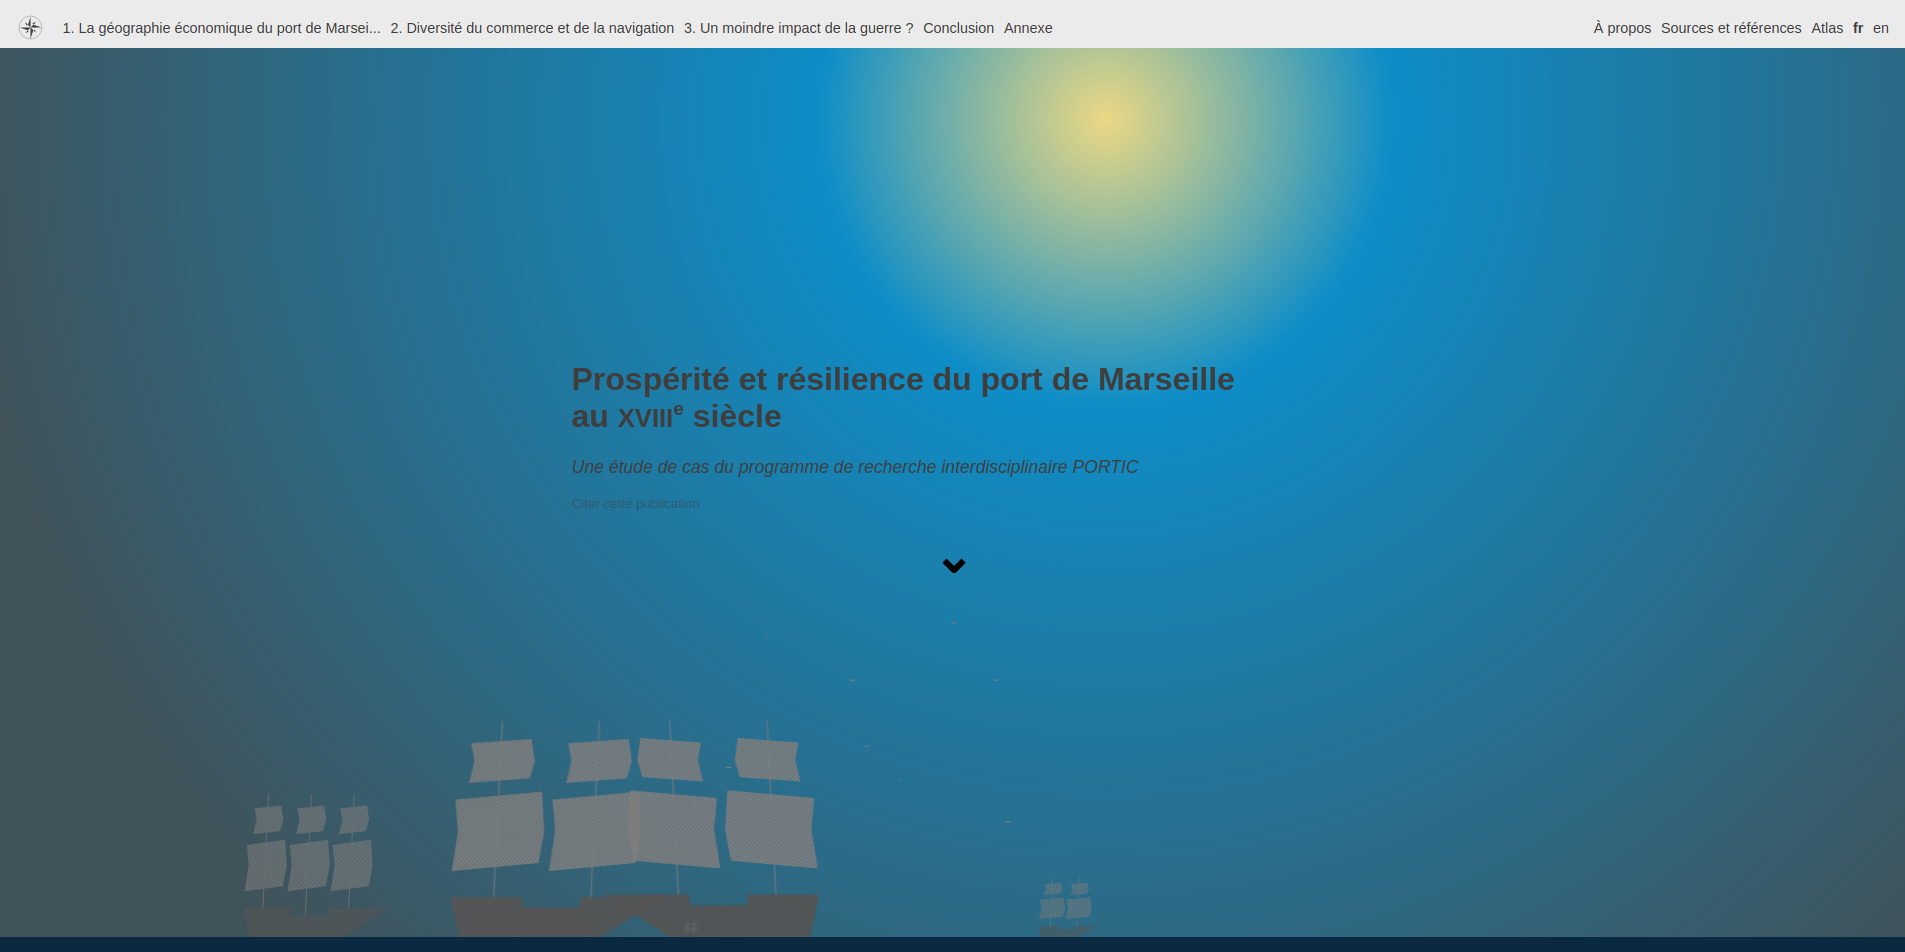 1. La géographie économique du port de Marsei... 2. Diversité du commerce et de la navigation 3. Un moindre impact de la guerre ? Conclusion Annexe À propos Sources et références Atlas fr en
Prospérité et résilience du port de Marseille
au XVIIIe siècle
Une étude de cas du programme de recherche interdisciplinaire PORTIC
Citer cette publication